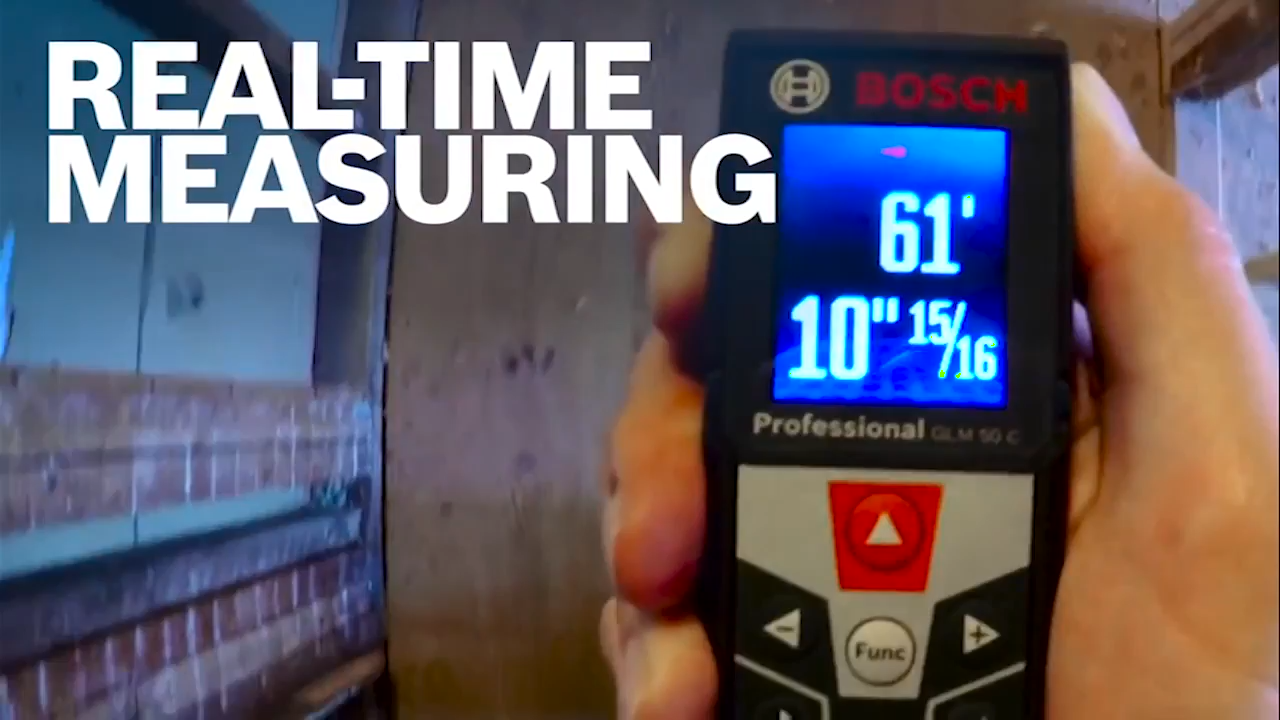 REAL-TIME
MEASURING
BOSCH
61'
10" 15/16
Professional GLM 50 C
Func